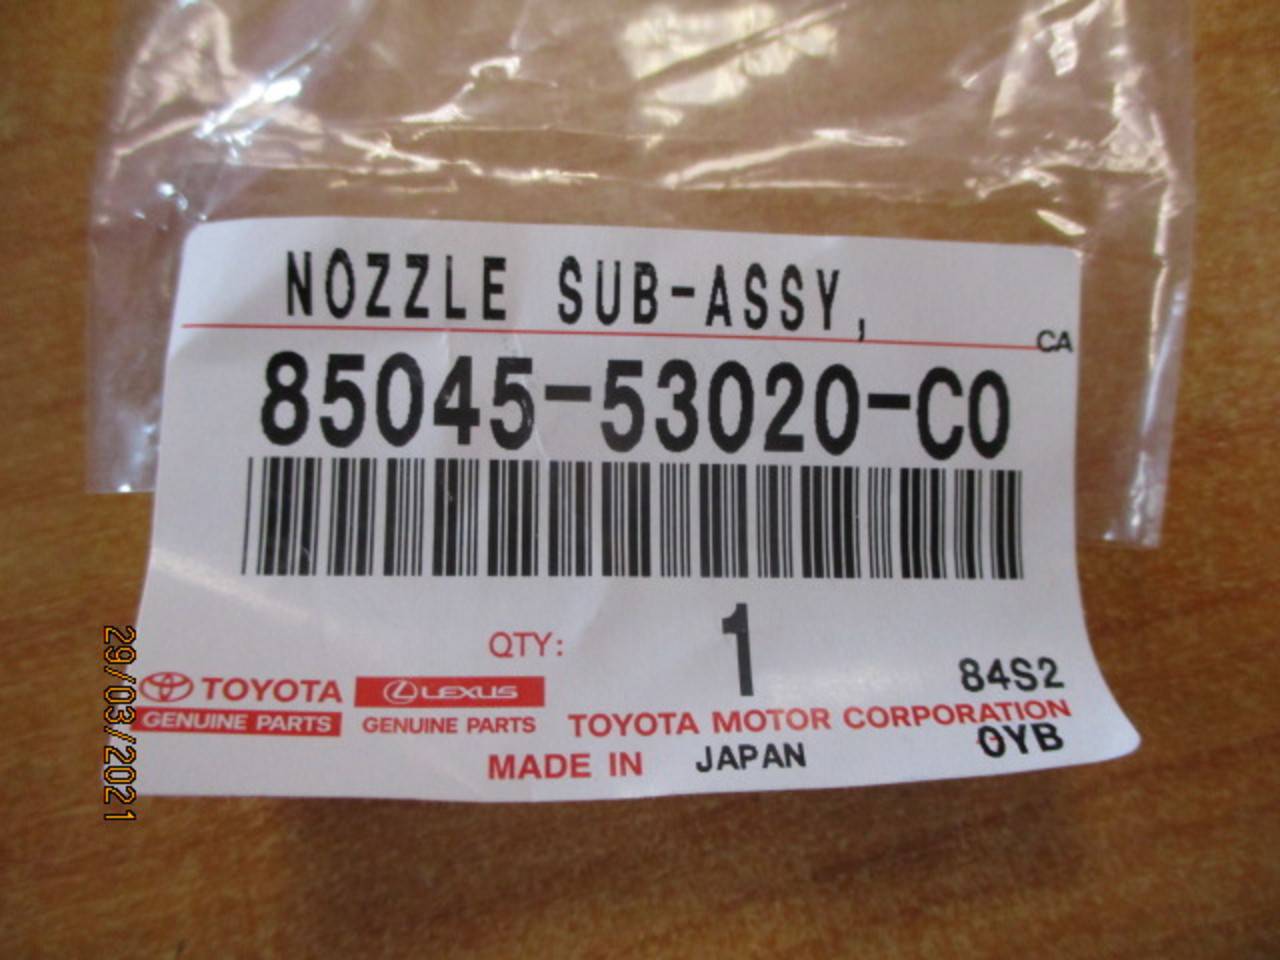 NOZZLE SUB-ASSY,
CA
85045-53020-C0
QTY: 1
84S2
TOYOTA LEXUS
GENUINE PARTS GENUINE PARTS TOYOTA MOTOR CORPORATION
MADE IN JAPAN 0YB
29/03/2021